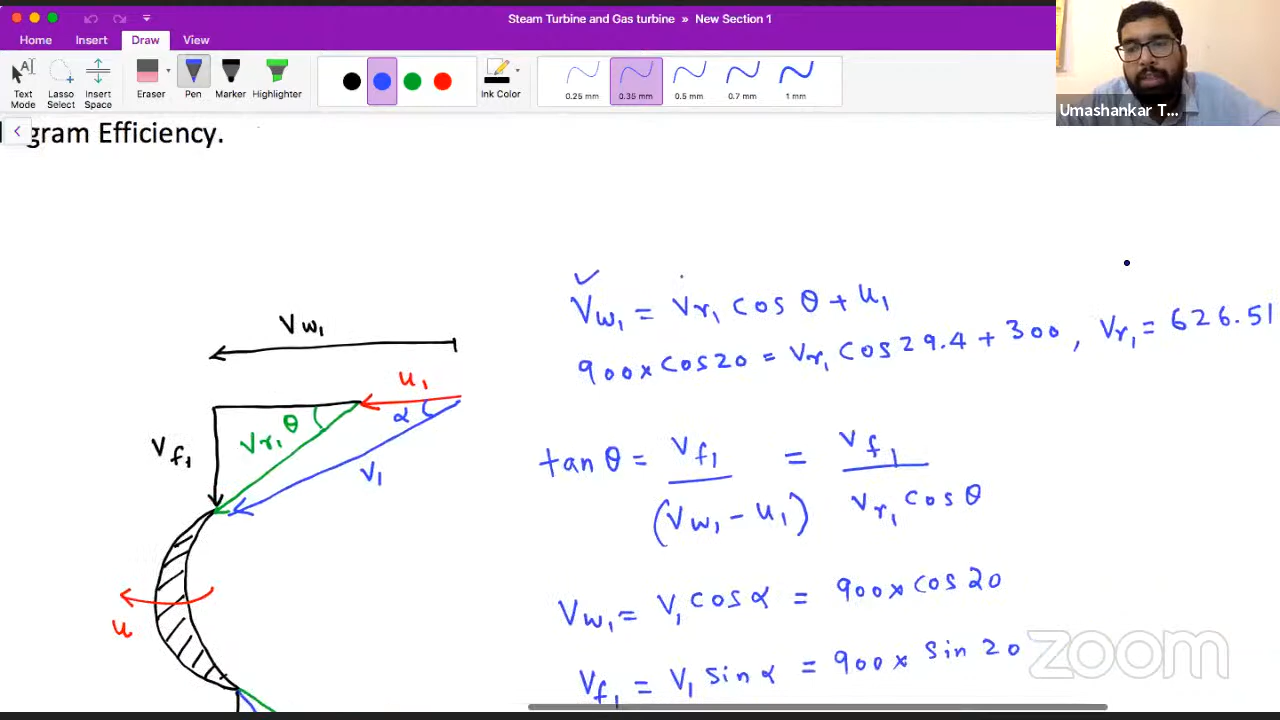 Steam Turbine and Gas turbine » New Section 1
Home Insert Draw View
Text Mode
Lasso Select
Insert Space
Eraser
Pen
Marker
Highlighter
Ink Color
0.25 mm
0.35 mm
0.5 mm
0.7 mm
1 mm
Umashankar T...
gram Efficiency.
Vw₁
u₁
α
θ
Vr₁
Vf₁
V₁
u
Vw₁ = Vr₁ cos θ + u₁
900 x cos 20 = Vr₁ cos 29.4 + 300 , Vr₁ = 626.51
tan θ = Vf₁ / (Vw₁ - u₁) = Vf₁ / Vr₁ cos θ
Vw₁ = V₁ cos α = 900 x cos 20
Vf₁ = V₁ sin α = 900 x sin 20
zoom